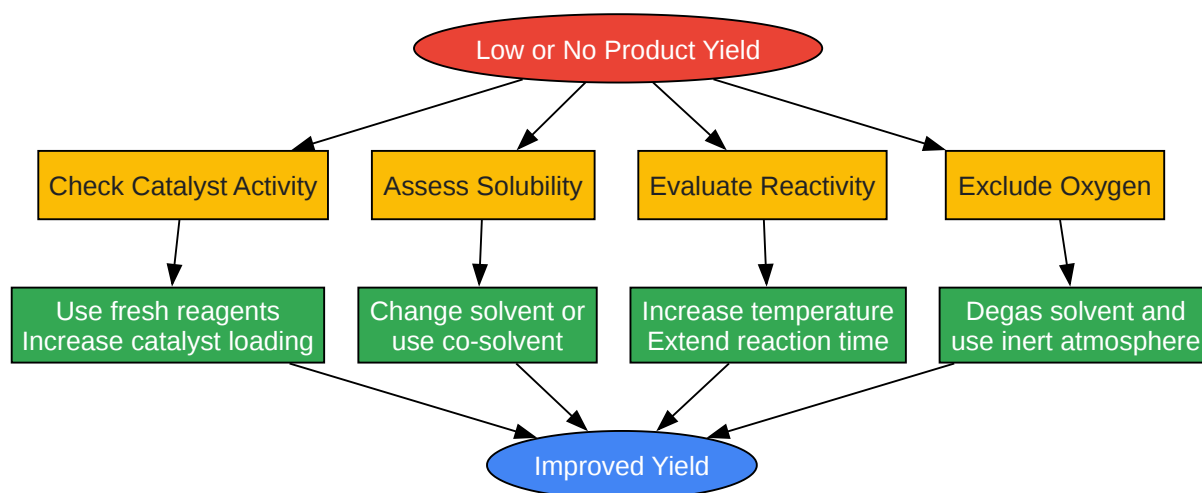 Low or No Product Yield
Check Catalyst Activity
Assess Solubility
Evaluate Reactivity
Exclude Oxygen
Use fresh reagents
Increase catalyst loading
Change solvent or
use co-solvent
Increase temperature
Extend reaction time
Degas solvent and
use inert atmosphere
Improved Yield